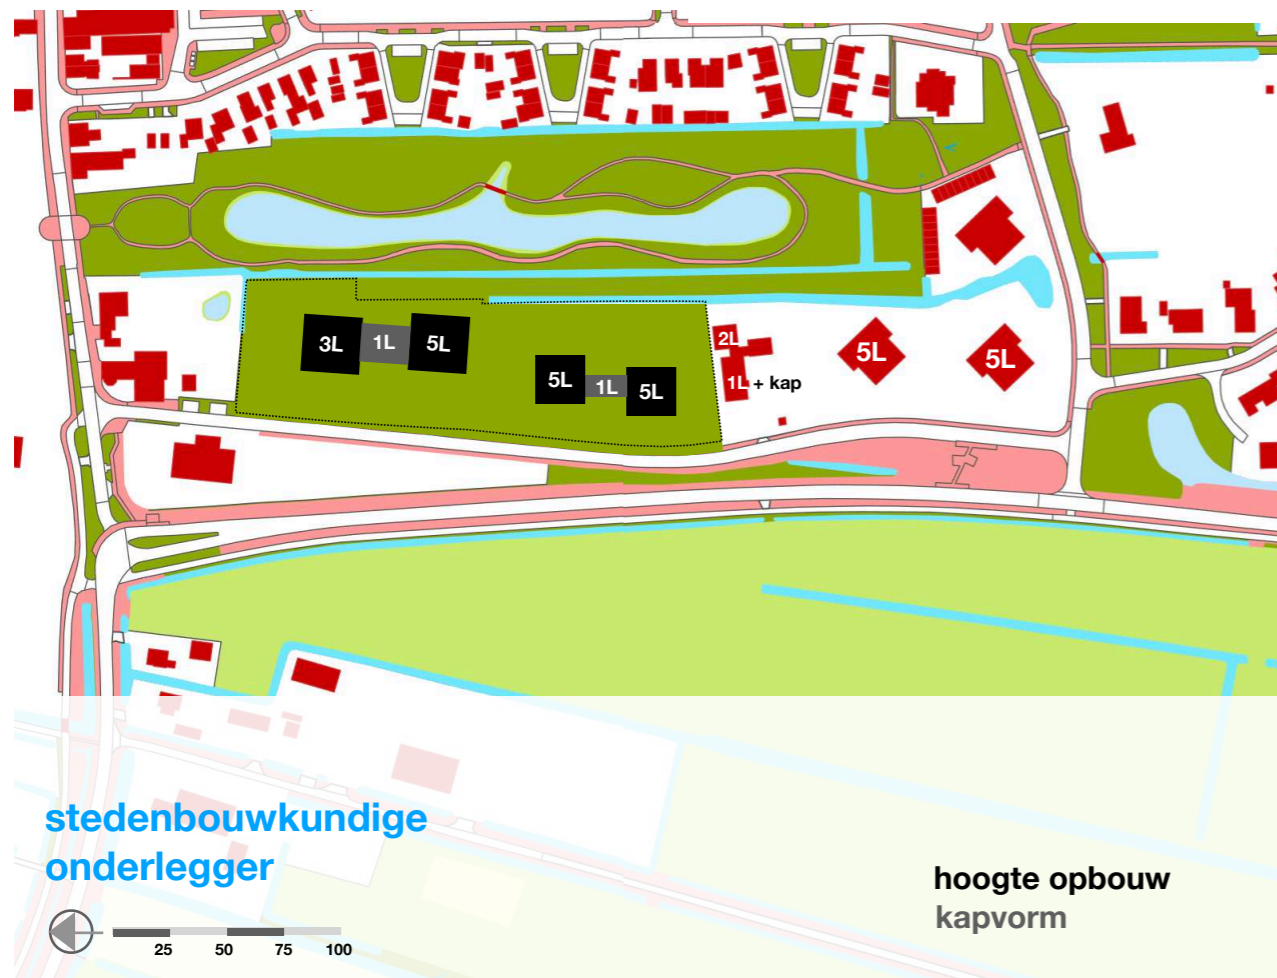 3L 1L 5L
5L 1L 5L
2L
1L + kap
5L
5L
stedenbouwkundige
onderlegger
25 50 75 100
hoogte opbouw
kapvorm